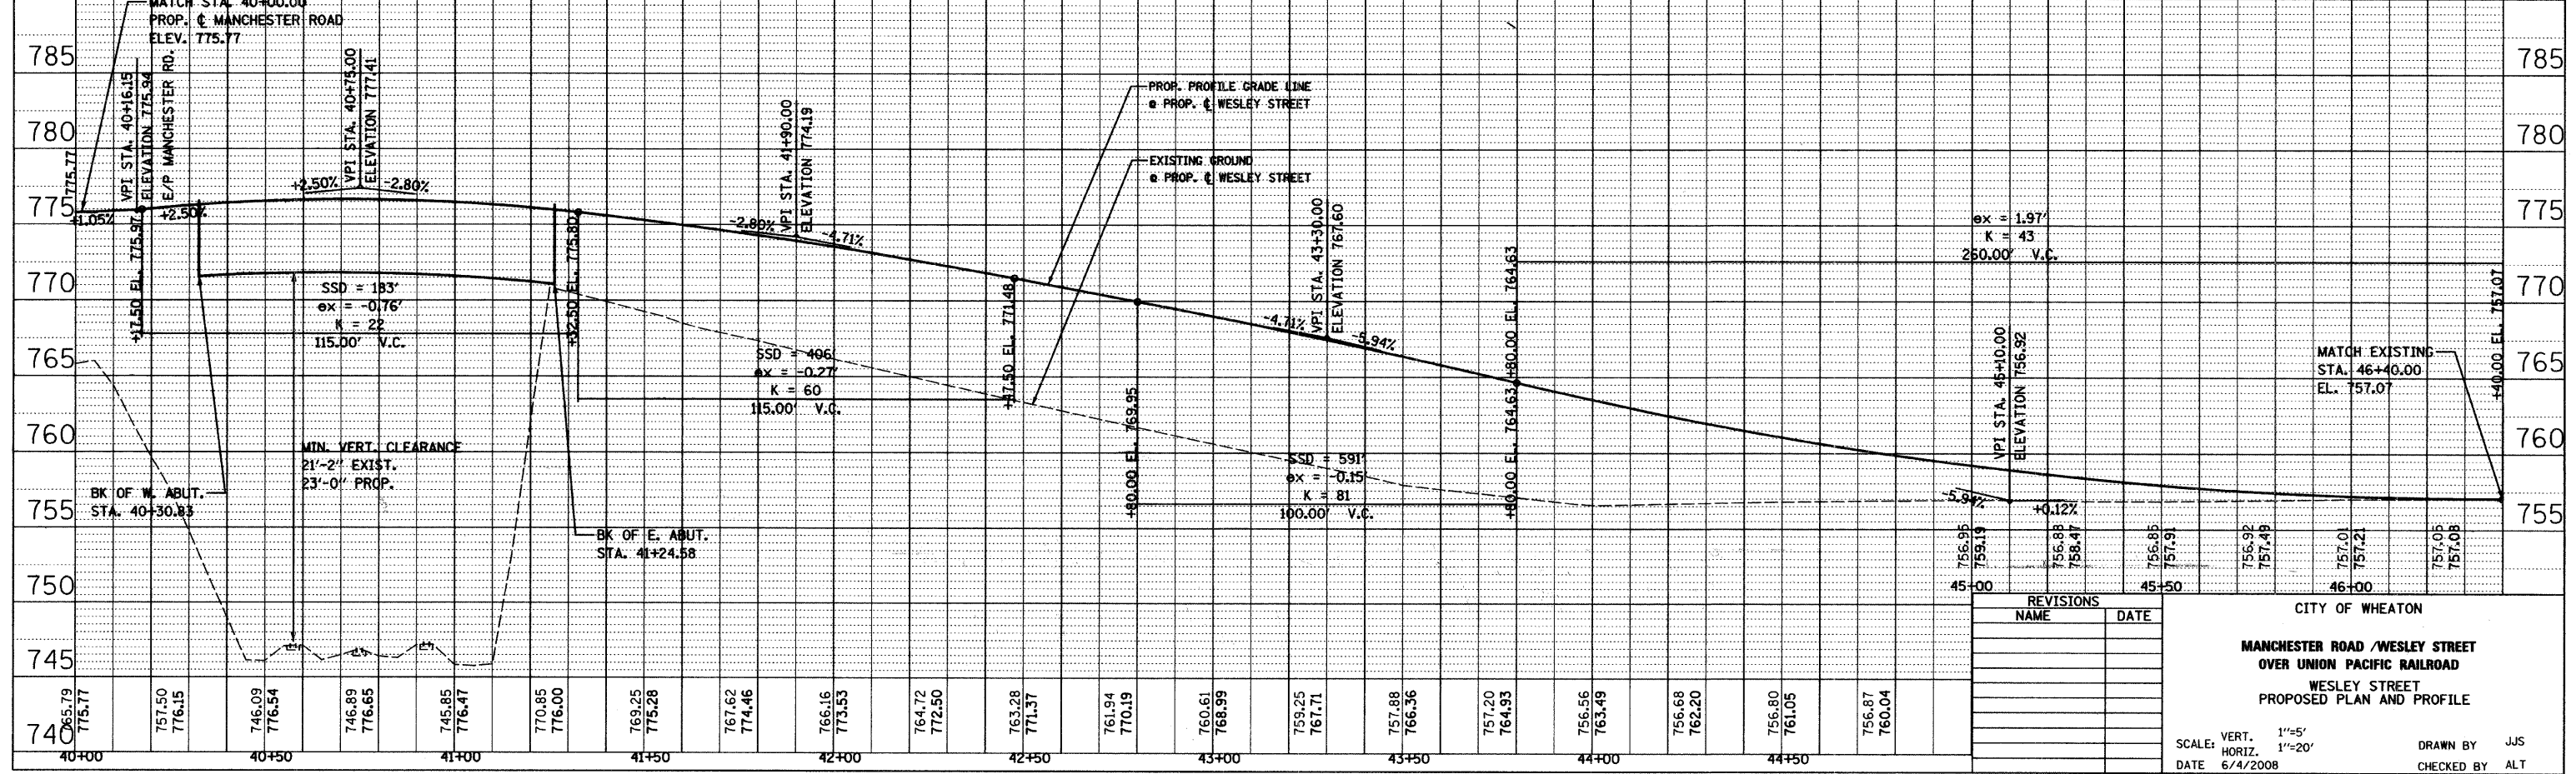 MATCH STA. 40+00.00
PROP. ℄ MANCHESTER ROAD
ELEV. 775.77
785
780
775
770
765
760
755
750
745
740
785
780
775
770
765
760
755
775.77
+1.05%
VPI STA. 40+16.15
ELEVATION 775.94
E/P MANCHESTER RD.
+2.50%
+17.50 EL. 775.97
VPI STA. 40+75.00
ELEVATION 777.41
+2.50%
-2.80%
SSD = 183'
ex = -0.76'
K = 22
115.00' V.C.
+32.50 EL. 775.80
MIN. VERT. CLEARANCE
21'-2" EXIST.
23'-0" PROP.
BK OF W. ABUT.
STA. 40+30.83
BK OF E. ABUT.
STA. 41+24.58
VPI STA. 41+90.00
ELEVATION 774.19
-2.80%
-4.71%
SSD = 406'
ex = -0.27'
K = 60
115.00' V.C.
+47.50 EL. 771.48
PROP. PROFILE GRADE LINE
@ PROP. ℄ WESLEY STREET
EXISTING GROUND
@ PROP. ℄ WESLEY STREET
+80.00 EL. 769.95
VPI STA. 43+30.00
ELEVATION 767.60
-4.71%
-5.94%
SSD = 591'
ex = -0.15'
K = 81
100.00' V.C.
+80.00 EL. 764.63
+80.00 EL. 764.63
ex = 1.97'
K = 43
260.00' V.C.
VPI STA. 45+10.00
ELEVATION 756.92
-5.94%
+0.12%
MATCH EXISTING
STA. 46+40.00
EL. 757.07
+40.00 EL. 757.07
765.79
775.77
757.50
776.15
746.09
776.54
746.89
776.65
745.85
776.47
770.85
776.00
769.25
775.28
767.62
774.46
766.16
773.53
764.72
772.50
763.28
771.37
761.94
770.19
760.61
768.99
759.25
767.71
757.88
766.36
757.20
764.93
756.56
763.49
756.68
762.20
756.80
761.05
756.87
760.04
756.95
759.19
756.83
758.47
756.85
757.91
756.92
757.49
757.01
757.21
757.05
757.08
40+00
40+50
41+00
41+50
42+00
42+50
43+00
43+50
44+00
44+50
45+00
45+50
46+00
REVISIONS
NAME DATE
CITY OF WHEATON
MANCHESTER ROAD /WESLEY STREET
OVER UNION PACIFIC RAILROAD
WESLEY STREET
PROPOSED PLAN AND PROFILE
SCALE: VERT. 1"=5'
HORIZ. 1"=20'
DATE 6/4/2008
DRAWN BY JJS
CHECKED BY ALT